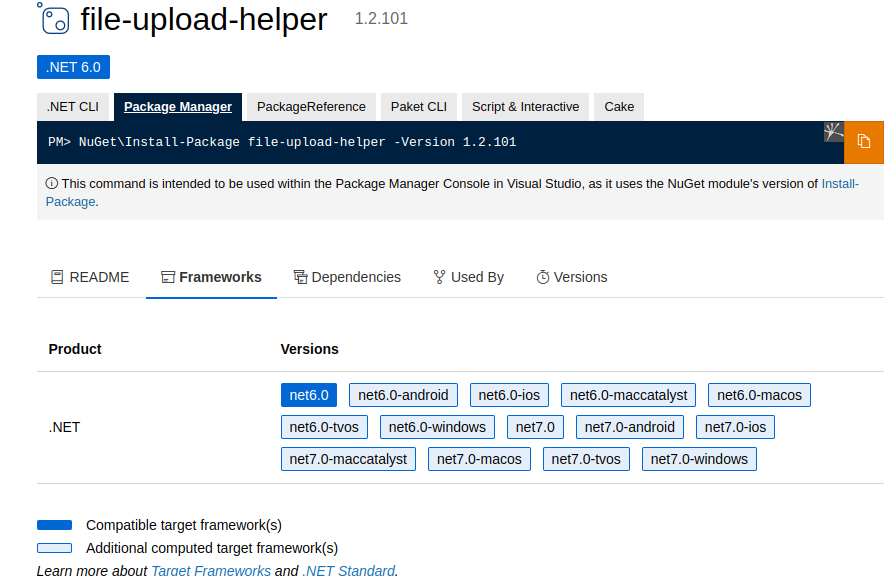 file-upload-helper 1.2.101
.NET 6.0
.NET CLI Package Manager PackageReference Paket CLI Script & Interactive Cake
PM> NuGet\Install-Package file-upload-helper -Version 1.2.101
This command is intended to be used within the Package Manager Console in Visual Studio, as it uses the NuGet module's version of Install-
Package.
README Frameworks Dependencies Used By Versions
Product Versions
.NET
net6.0 net6.0-android net6.0-ios net6.0-maccatalyst net6.0-macos
net6.0-tvos net6.0-windows net7.0 net7.0-android net7.0-ios
net7.0-maccatalyst net7.0-macos net7.0-tvos net7.0-windows
Compatible target framework(s)
Additional computed target framework(s)
Learn more about Target Frameworks and .NET Standard.